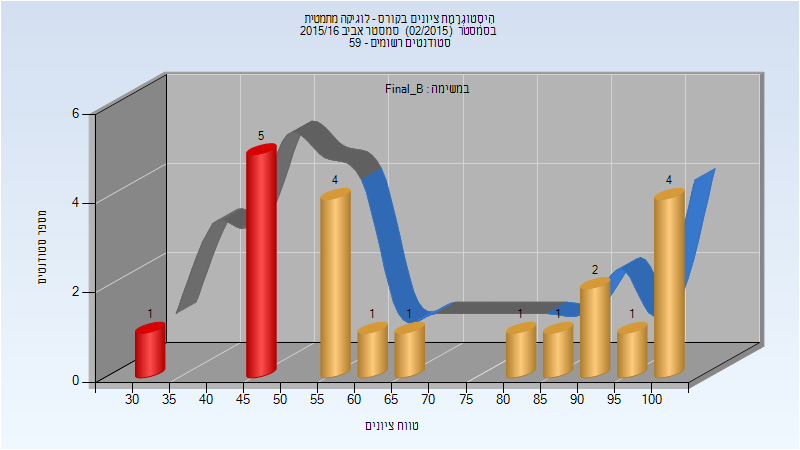 היסטוגרמת ציונים בקורס - לוגיקה מתמטית
בסמסטר (02/2015) סמסטר אביב 2015/16
סטודנטים רשומים - 59
במשימה : Final_B
מספר סטודנטים
6
4
2
0
1
5
4
1
1
1
1
2
1
4
30 35 40 45 50 55 60 65 70 75 80 85 90 95 100
טווח ציונים